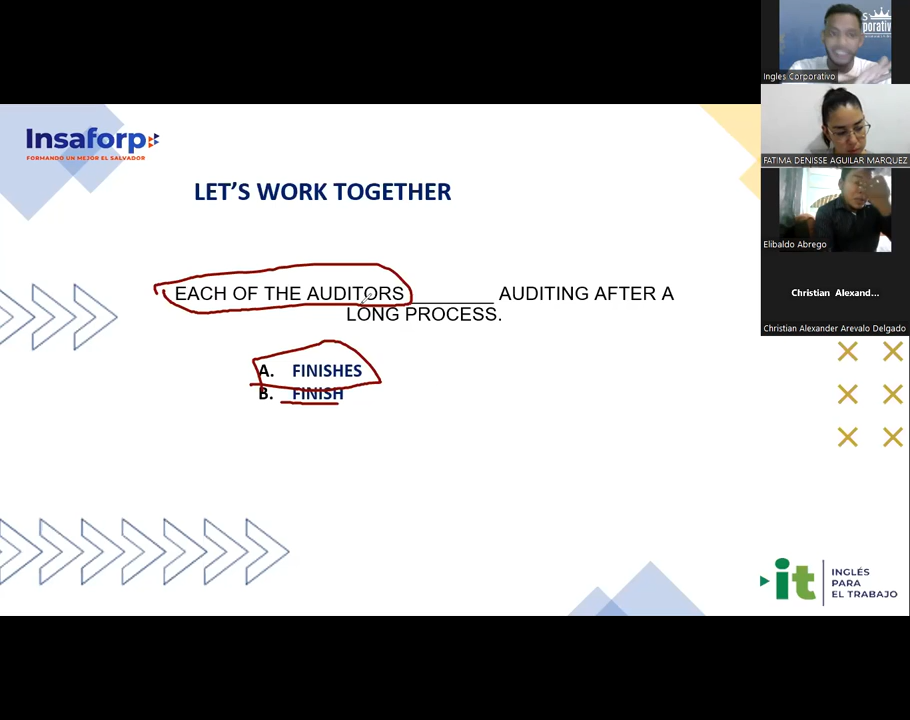 S
porativ
Ingles Corporativo
FATIMA DENISSE AGUILAR MARQUEZ
Elibaldo Abrego
Christian Alexand...
Christian Alexander Arevalo Delgado
Insaforp
FORMANDO UN MEJOR EL SALVADOR
LET'S WORK TOGETHER
EACH OF THE AUDITORS ________ AUDITING AFTER A
LONG PROCESS.
A. FINISHES
B. FINISH
it
INGLÉS
PARA
EL TRABAJO